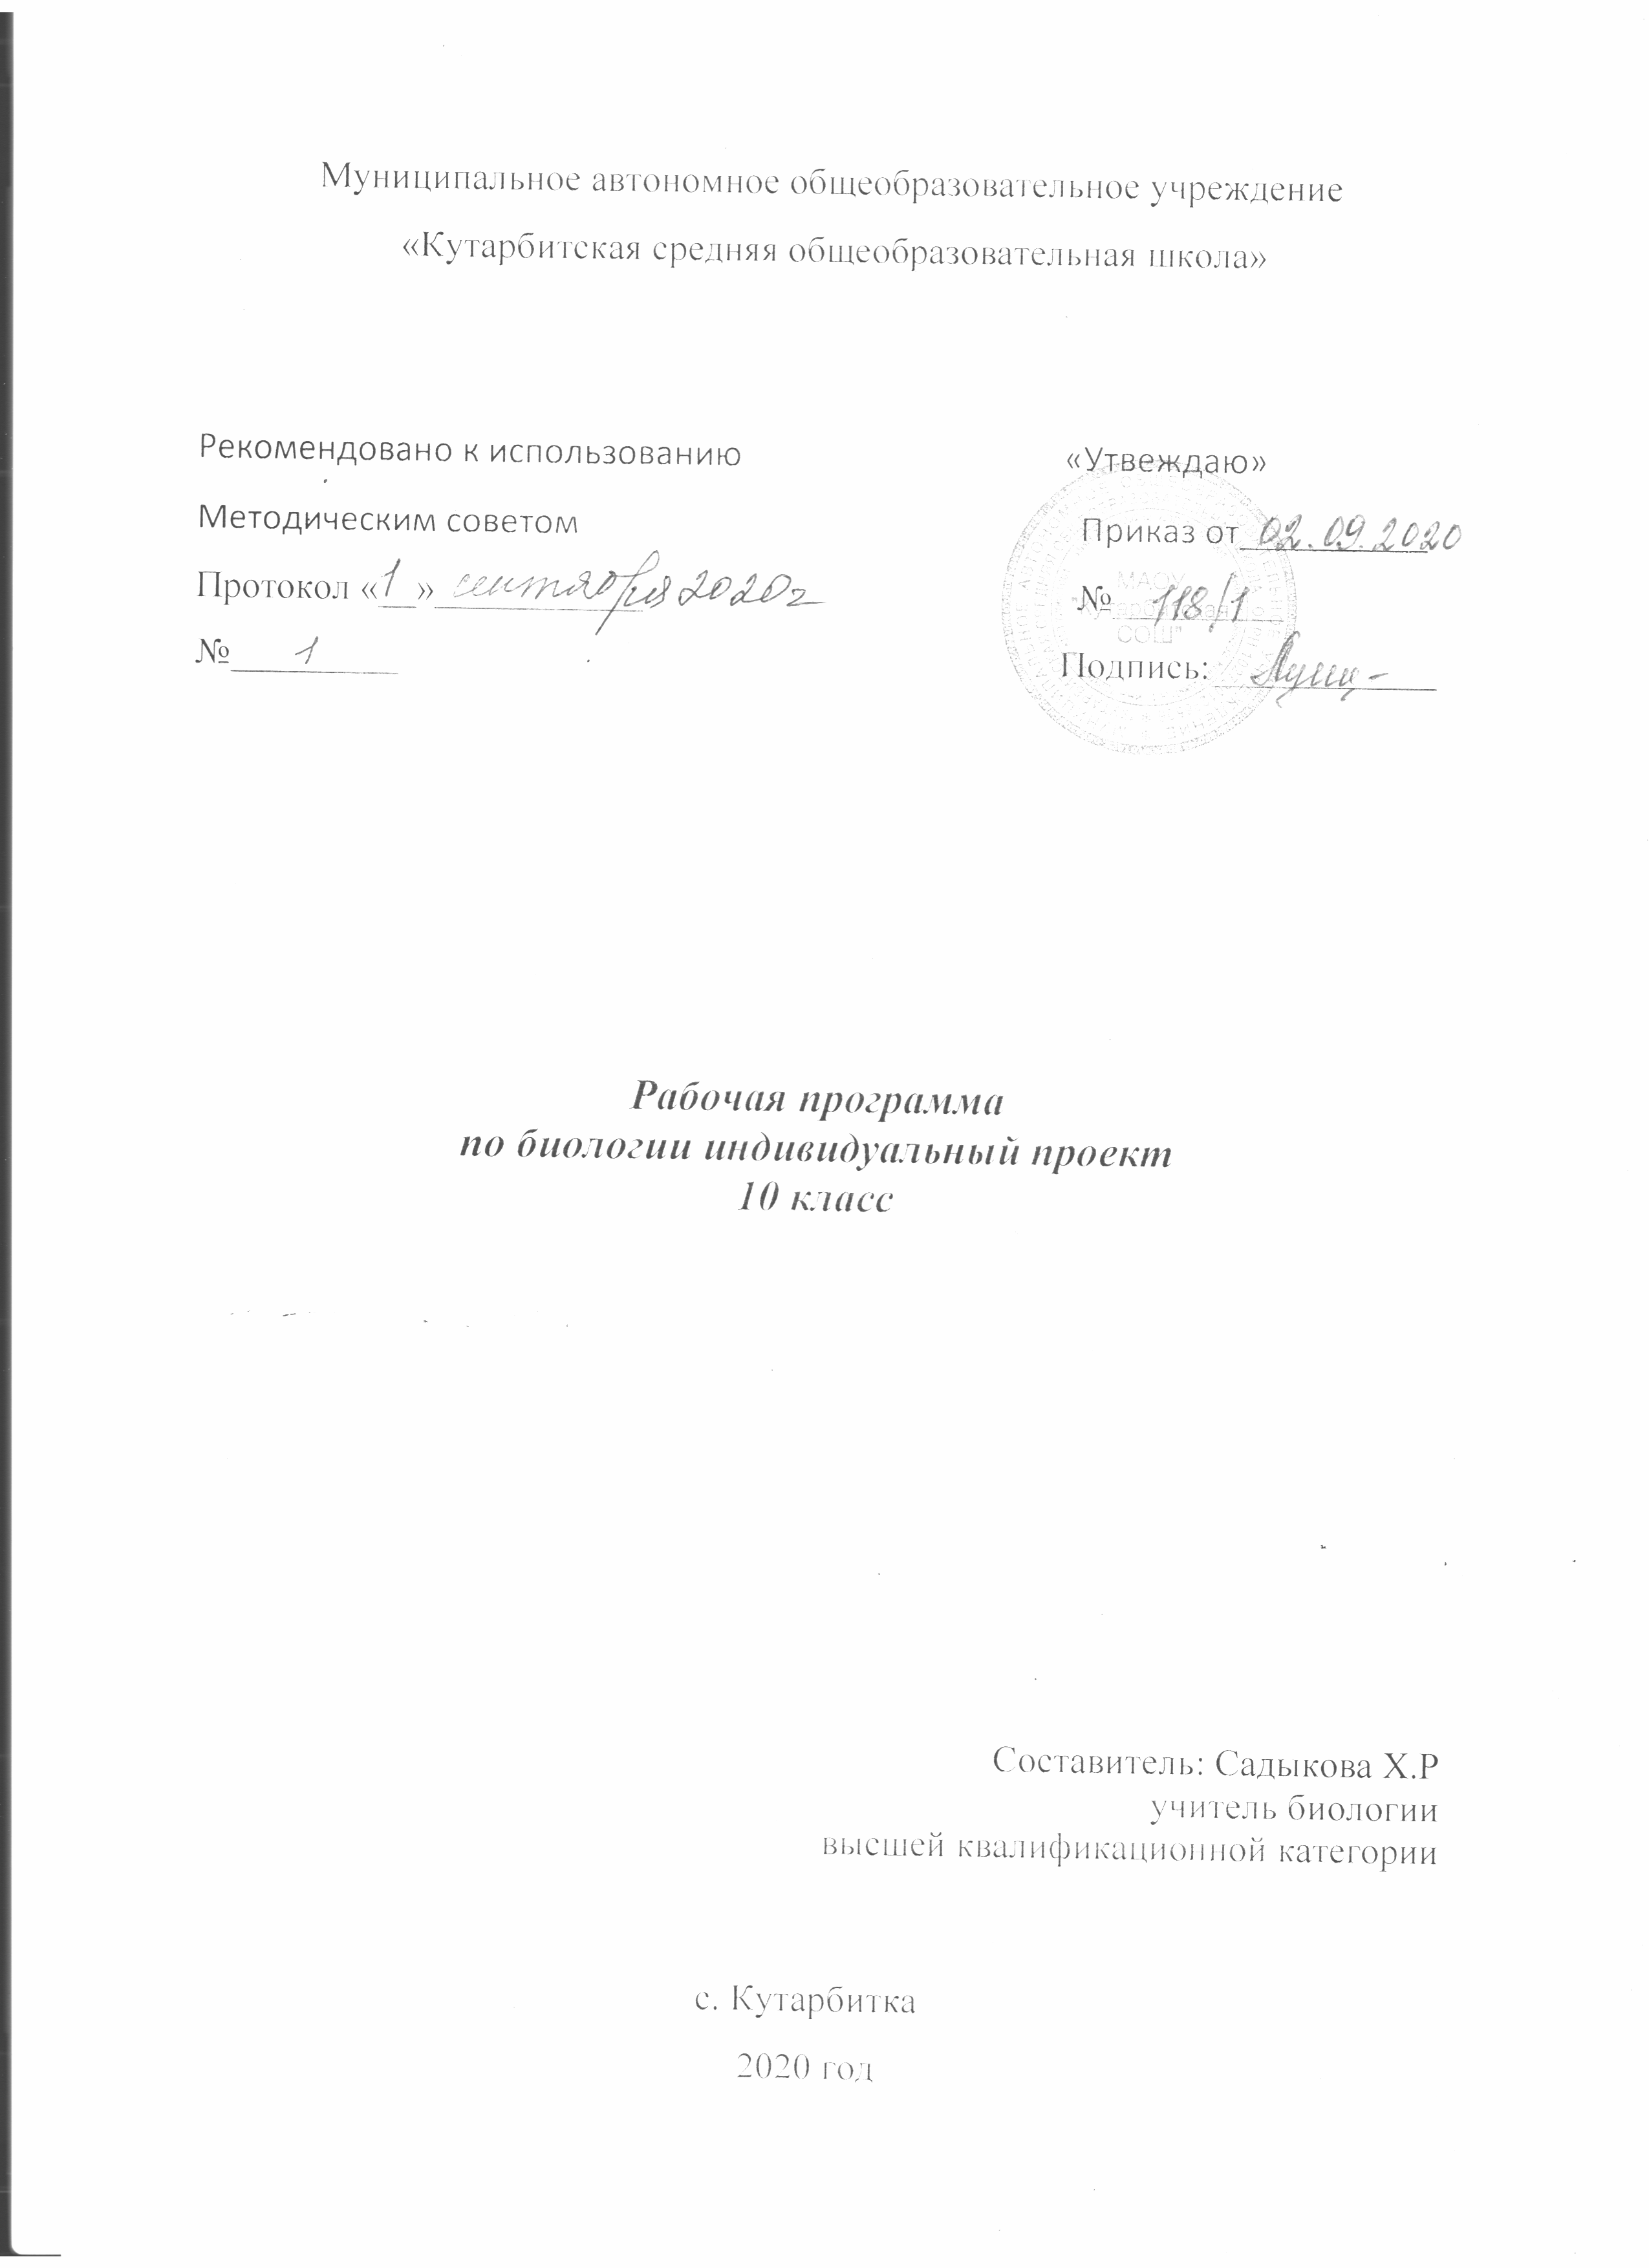 Муниципальное автономное общеобразовательное учреждение
«Кутарбитская средняя общеобразовательная школа»
Рекомендовано к использованию
Методическим советом
Протокол «1» сентября 2020г
№ 1
«Утвеждаю»
Приказ от 02.09.2020
№ 118/1
Подпись:
МАОУ
СОШ"
Рабочая программа
по биологии индивидуальный проект
10 класс
Составитель: Садыкова Х.Р
учитель биологии
высшей квалификационной категории
с. Кутарбитка
2020 год